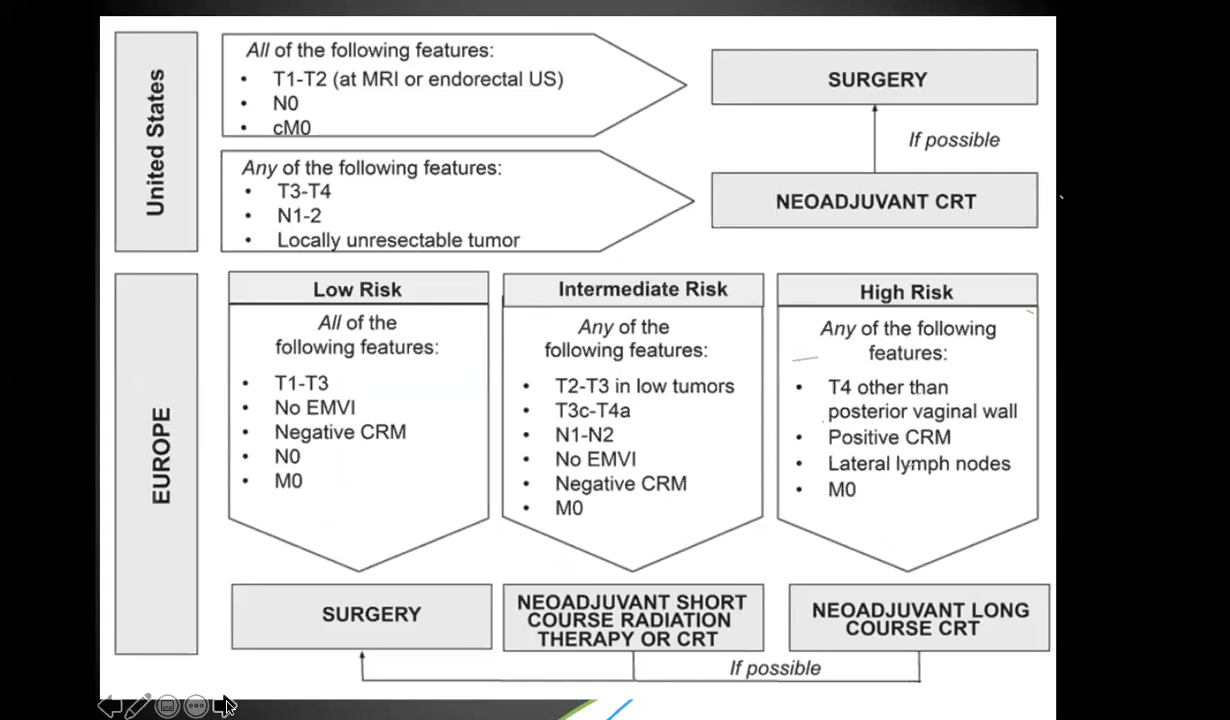 United States
All of the following features:
• T1-T2 (at MRI or endorectal US)
• N0
• cM0
SURGERY
If possible
Any of the following features:
• T3-T4
• N1-2
• Locally unresectable tumor
NEOADJUVANT CRT
EUROPE
Low Risk
All of the
following features:
• T1-T3
• No EMVI
• Negative CRM
• N0
• M0
SURGERY
Intermediate Risk
Any of the
following features:
• T2-T3 in low tumors
• T3c-T4a
• N1-N2
• No EMVI
• Negative CRM
• M0
NEOADJUVANT SHORT
COURSE RADIATION
THERAPY OR CRT
High Risk
Any of the following
features:
• T4 other than
posterior vaginal wall
• Positive CRM
• Lateral lymph nodes
• M0
NEOADJUVANT LONG
COURSE CRT
If possible